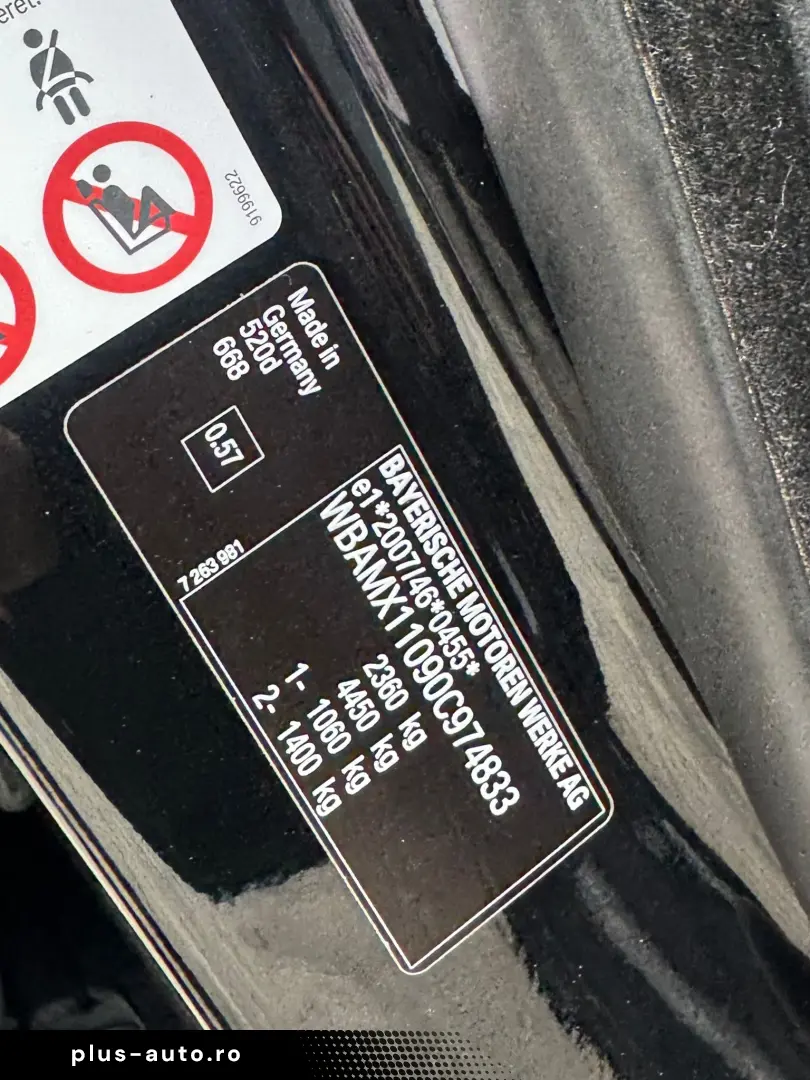 eret.
9199622
Made in
Germany
520d
668
0.57
7 263 981
BAYERISCHE MOTOREN WERKE AG
e1*2007/46*0455*
WBAMX11090C974833
2360 kg
4450 kg
1- 1060 kg
2- 1400 kg
plus-auto.ro